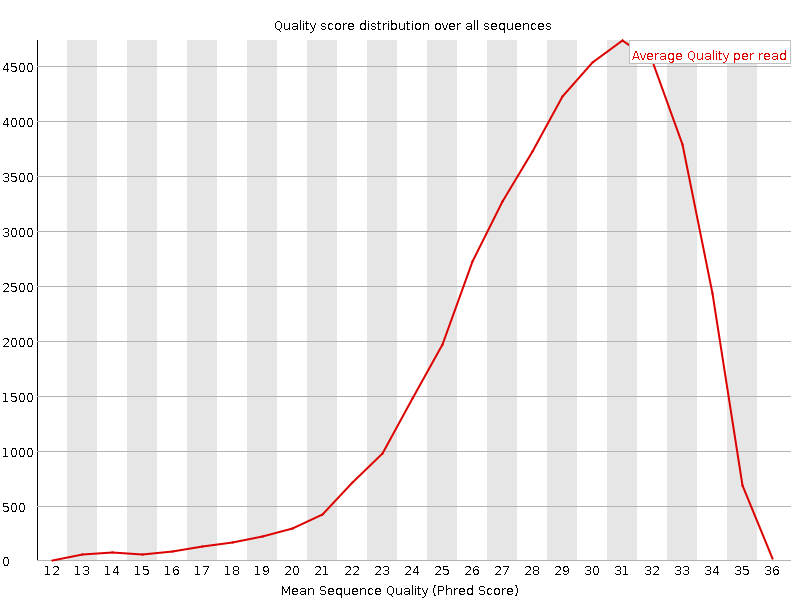 Quality score distribution over all sequences
Average Quality per read
4500
4000
3500
3000
2500
2000
1500
1000
500
0
12 13 14 15 16 17 18 19 20 21 22 23 24 25 26 27 28 29 30 31 32 33 34 35 36
Mean Sequence Quality (Phred Score)